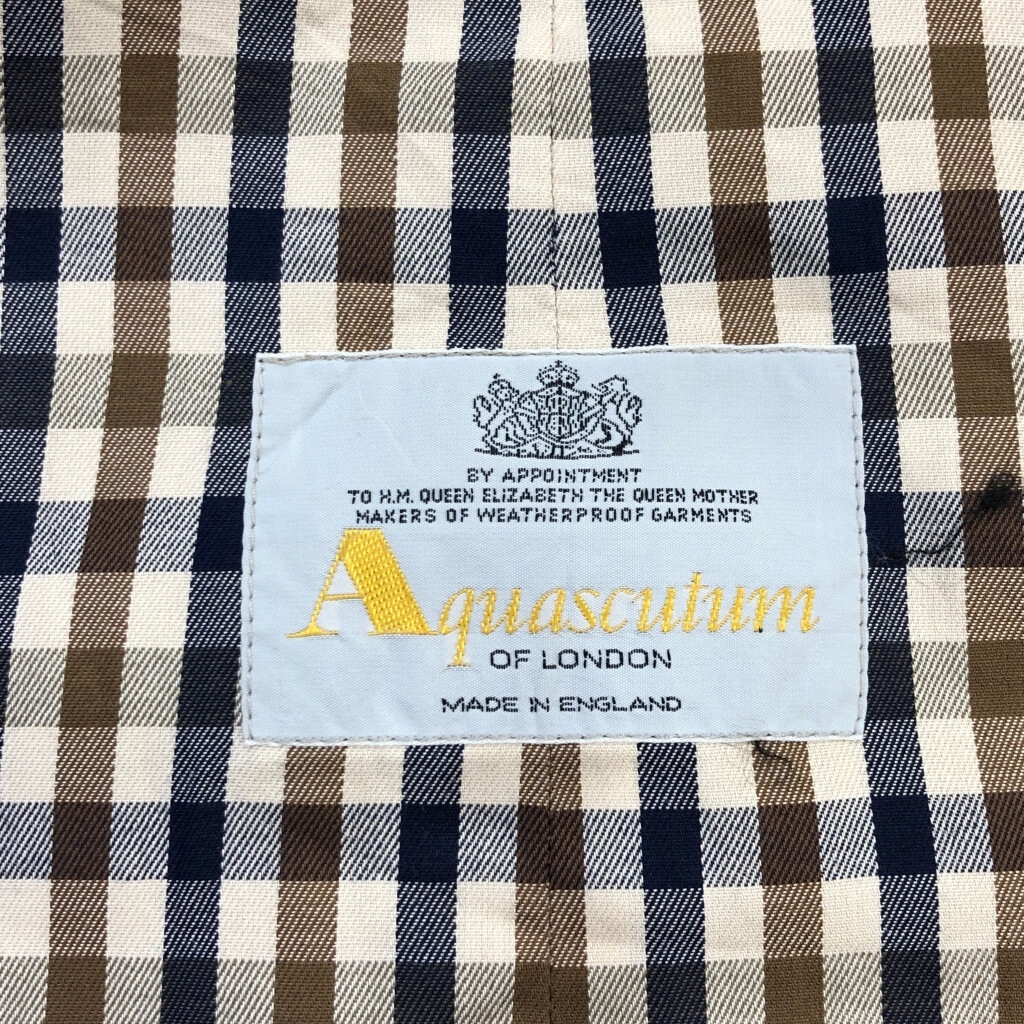 BY APPOINTMENT
TO H.M. QUEEN ELIZABETH THE QUEEN MOTHER
MAKERS OF WEATHERPROOF GARMENTS
Aquascutum
OF LONDON
MADE IN ENGLAND